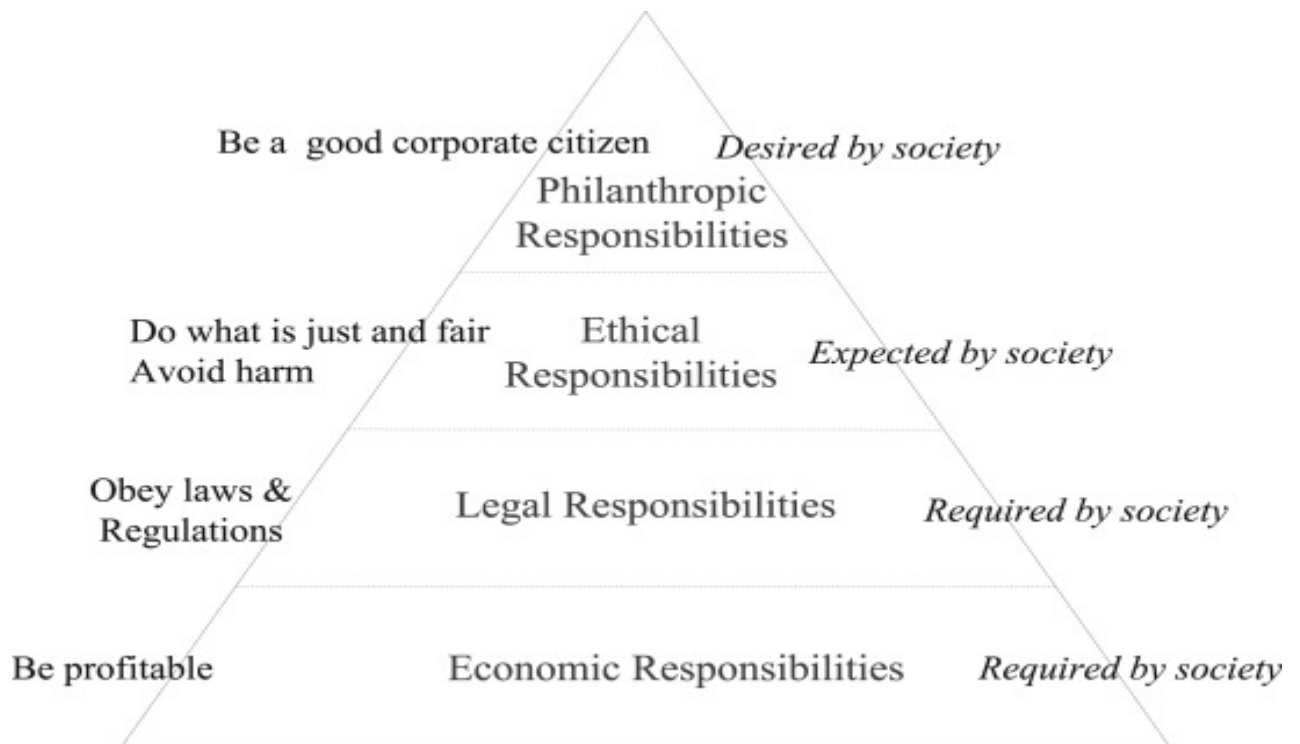 Be a good corporate citizen
Desired by society
Philanthropic
Responsibilities
Do what is just and fair
Avoid harm
Ethical
Responsibilities
Expected by society
Obey laws &
Regulations
Legal Responsibilities
Required by society
Be profitable
Economic Responsibilities
Required by society